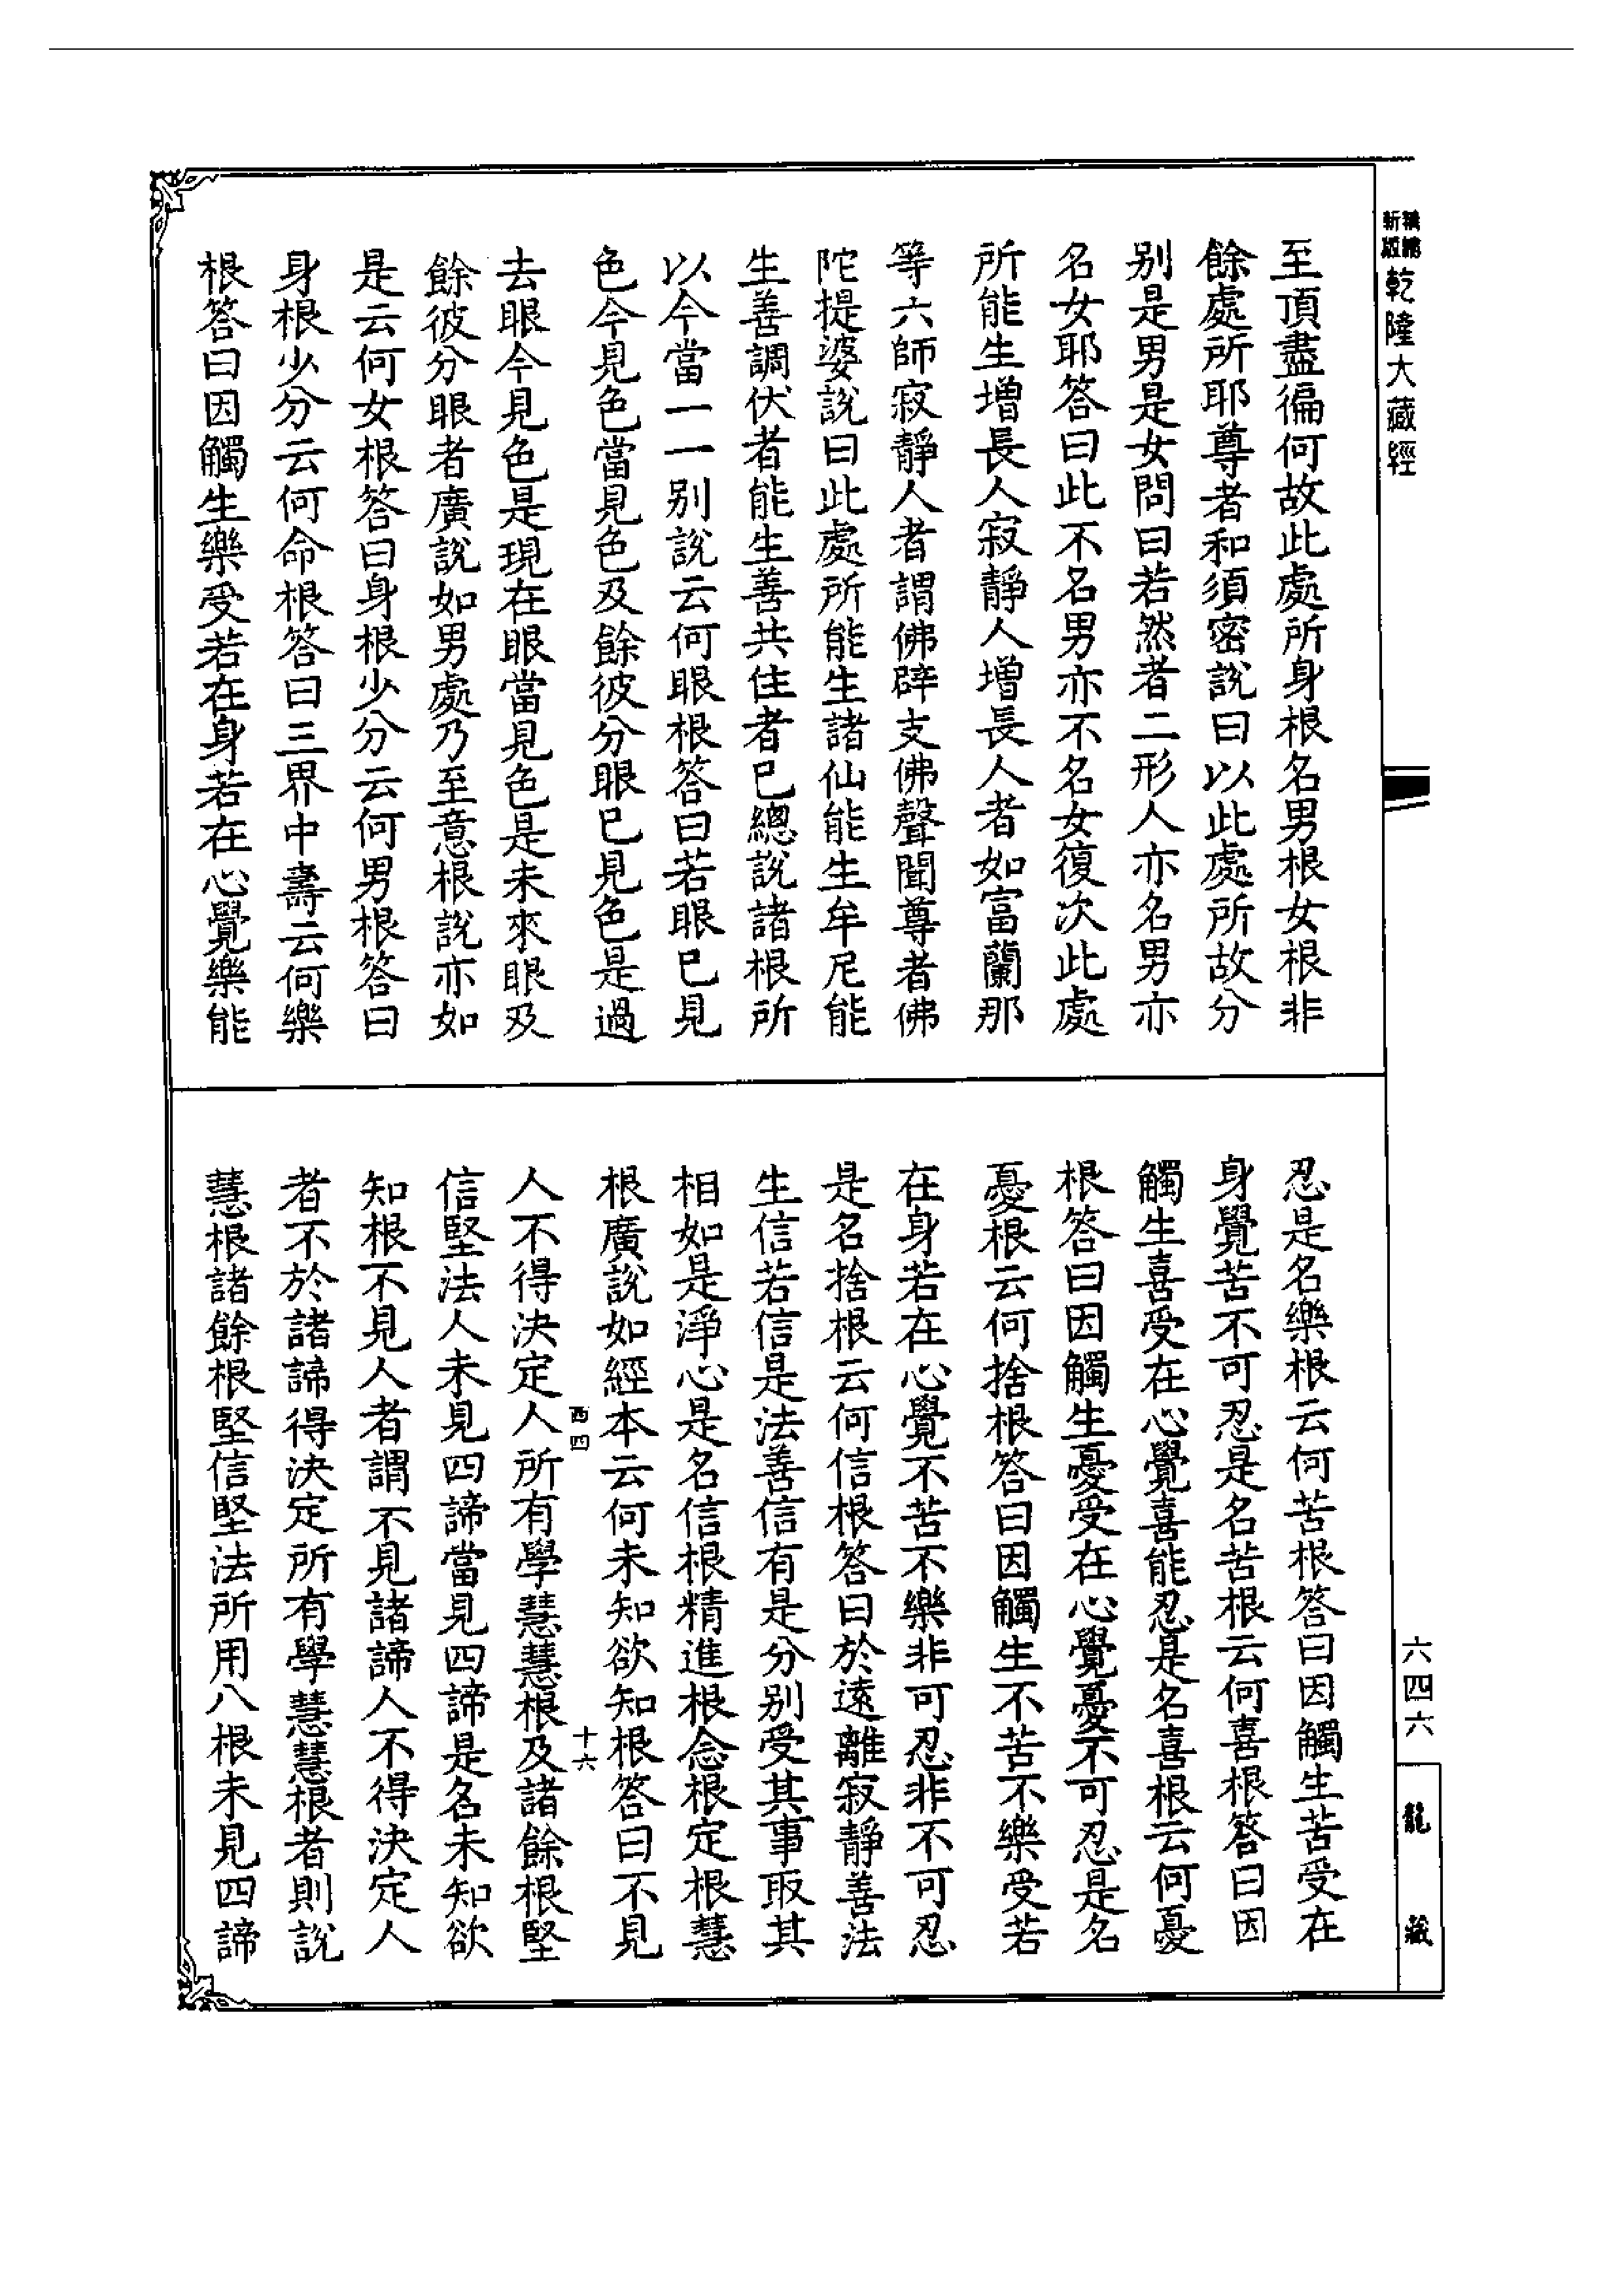 新版
乾隆大藏經
至頂盡徧何故此處所身根名男根女根非
餘處所耶尊者和須密說曰以此處所故分
别是男是女問曰若然者二形人亦名男亦
名女耶答曰此不名男亦不名女復次此處
所能生增長人寂靜人增長人者如富蘭那
等六師寂靜人者謂佛辟支佛聲聞尊者佛
陀提婆說曰此處所能生諸仙能生牟尼能
生善調伏者能生善共住者已總說諸根所
以今當一一别說云何眼根答曰若眼已見
色今見色當見色及餘彼分眼已見色是過
去眼今見色是現在眼當見色是未來眼及
餘彼分眼者廣說如男處乃至意根說亦如
是云何女根答曰身根少分云何男根答曰
身根少分云何命根答曰三界中壽云何樂
根答曰因觸生樂受若在身若在心覺樂能
忍是名樂根云何苦根答曰因觸生苦受在
身覺苦不可忍是名苦根云何喜根答曰因
觸生喜受在心覺喜能忍是名喜根云何憂
根答曰因觸生憂受在心覺憂不可忍是名
憂根云何捨根答曰因觸生不苦不樂受若
在身若在心覺不苦不樂非可忍非不可忍
是名捨根云何信根答曰於遠離寂靜善法
生信若信是法善信有是分别受其事取其
相如是淨心是名信根精進根念根定根慧
根廣說如經本云何未知欲知根答曰不見
西四 十六
人不得決定人所有學慧慧根及諸餘根堅
信堅法人未見四諦當見四諦是名未知欲
知根不見人者謂不見諸諦人不得決定人
者不於諸諦得決定所有學慧慧根者則說
慧根諸餘根堅信堅法所用八根未見四諦
六四六
龍藏